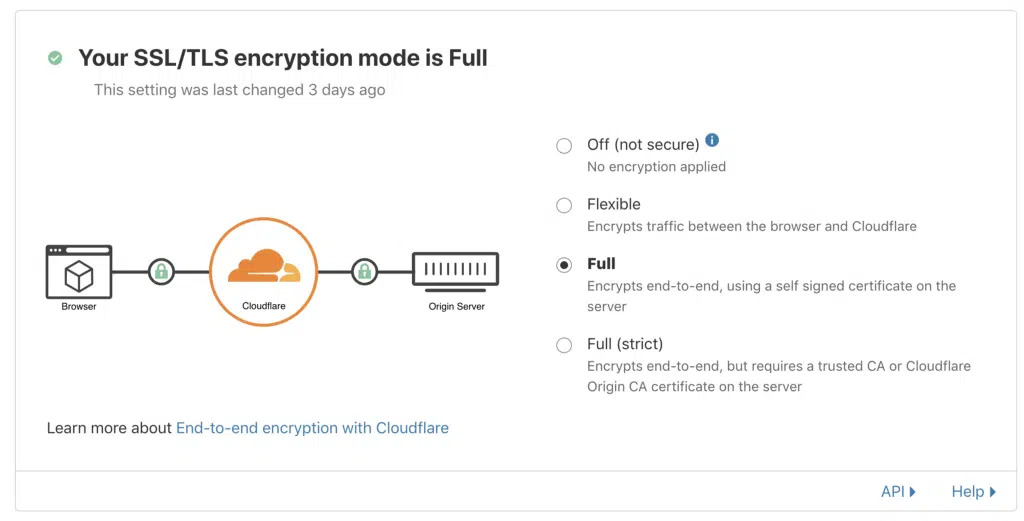 Your SSL/TLS encryption mode is Full
This setting was last changed 3 days ago
Off (not secure)
No encryption applied
Flexible
Encrypts traffic between the browser and Cloudflare
Full
Encrypts end-to-end, using a self signed certificate on the
server
Full (strict)
Encrypts end-to-end, but requires a trusted CA or Cloudflare
Origin CA certificate on the server
Browser
Cloudflare
Origin Server
Learn more about End-to-end encryption with Cloudflare
API
Help